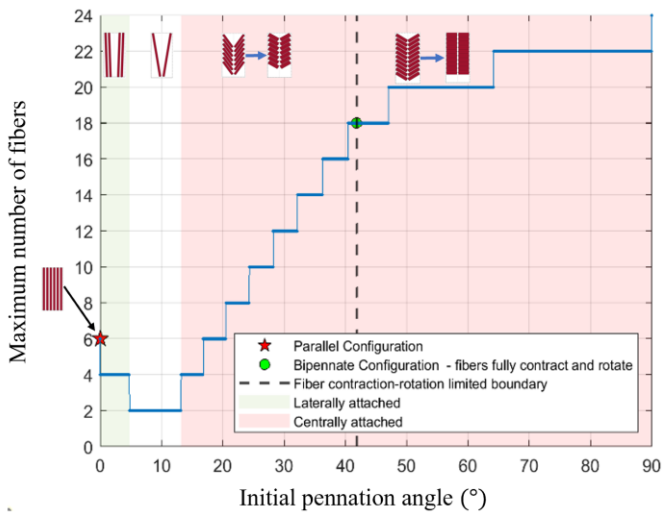 24
22
20
18
16
14
12
10
8
6
4
2
0
Maximum number of fibers
Parallel Configuration
Bipennate Configuration - fibers fully contract and rotate
Fiber contraction-rotation limited boundary
Laterally attached
Centrally attached
0 10 20 30 40 50 60 70 80 90
Initial pennation angle (°)